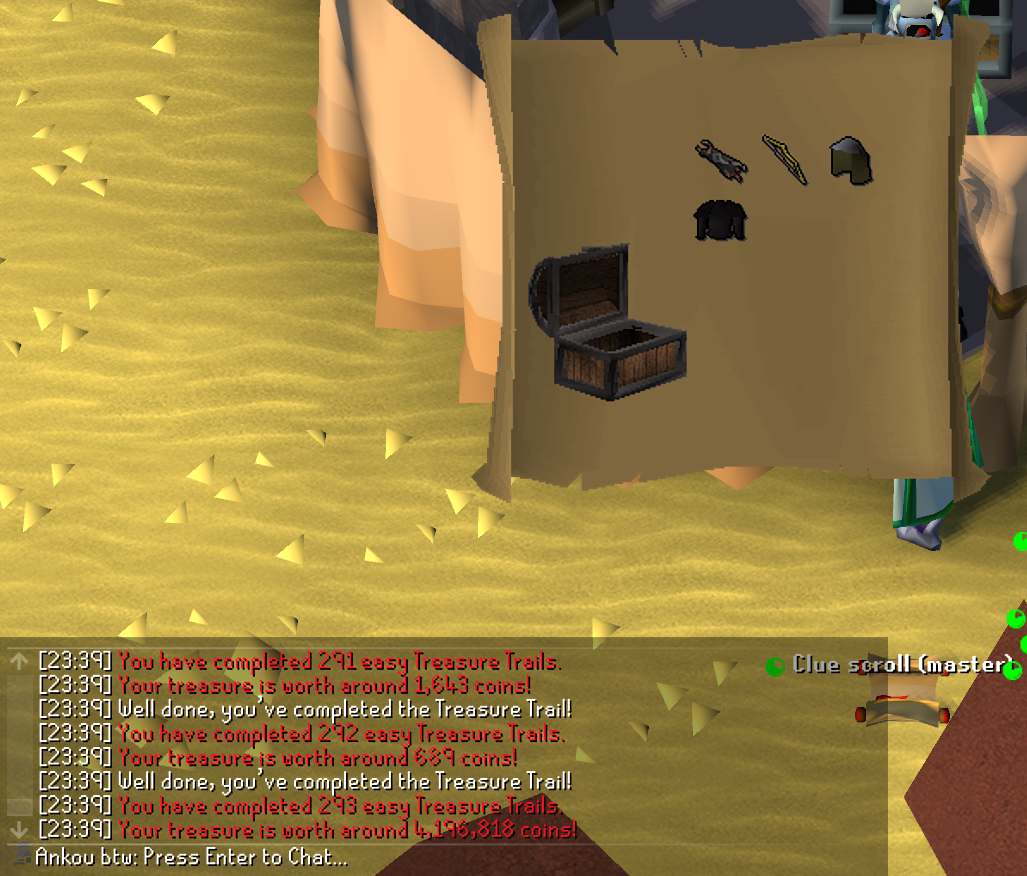 Clue scroll (master)
[23:39] You have completed 291 easy Treasure Trails.
[23:39] Your treasure is worth around 1,643 coins!
[23:39] Well done, you've completed the Treasure Trail!
[23:39] You have completed 292 easy Treasure Trails.
[23:39] Your treasure is worth around 689 coins!
[23:39] Well done, you've completed the Treasure Trail!
[23:39] You have completed 293 easy Treasure Trails.
[23:39] Your treasure is worth around 4,196,818 coins!
Ankou btw: Press Enter to Chat...